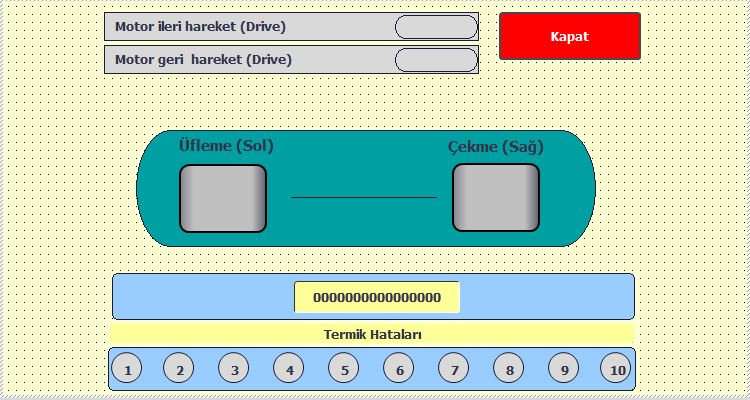 Motor ileri hareket (Drive)
Kapat
Motor geri  hareket (Drive)
Üfleme (Sol)
Çekme (Sağ)
0000000000000000
Termik Hataları
1 2 3 4 5 6 7 8 9 10